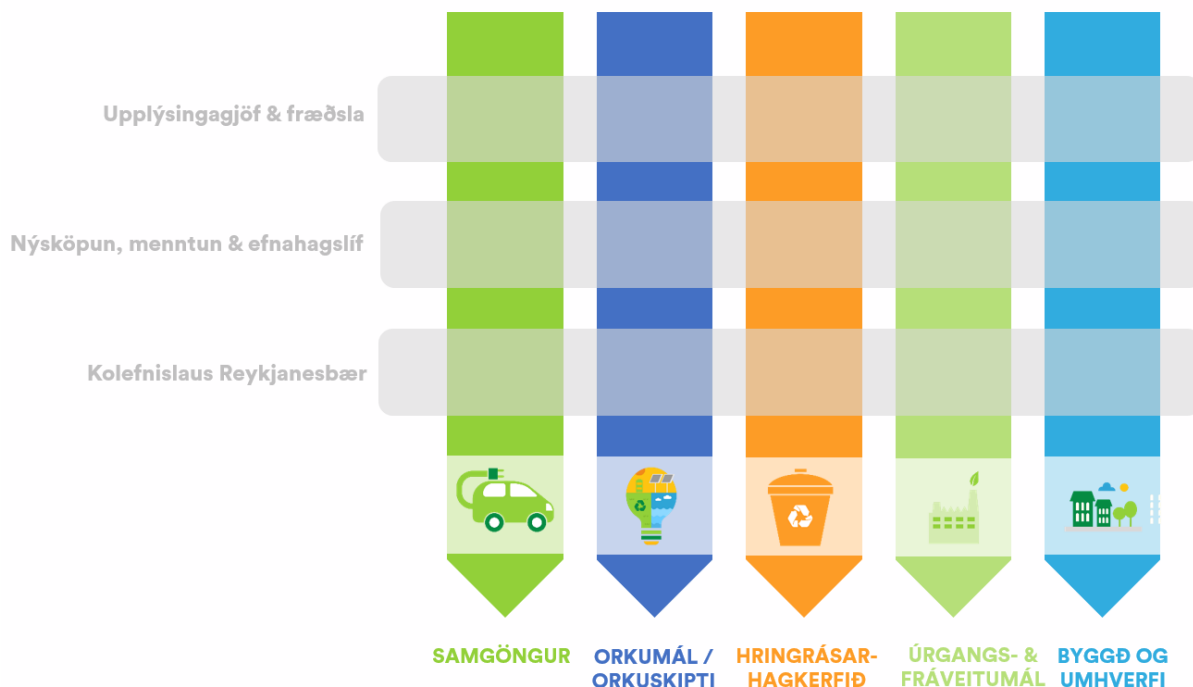 Upplýsingagjöf & fræðsla
Nýsköpun, menntun & efnahagslíf
Kolefnislaus Reykjanesbær
SAMGÖNGUR
ORKUMÁL /
ORKUSKIPTI
HRINGRÁSAR-
HAGKERFIÐ
ÚRGANGS- &
FRÁVEITUMÁL
BYGGÐ OG
UMHVERFI